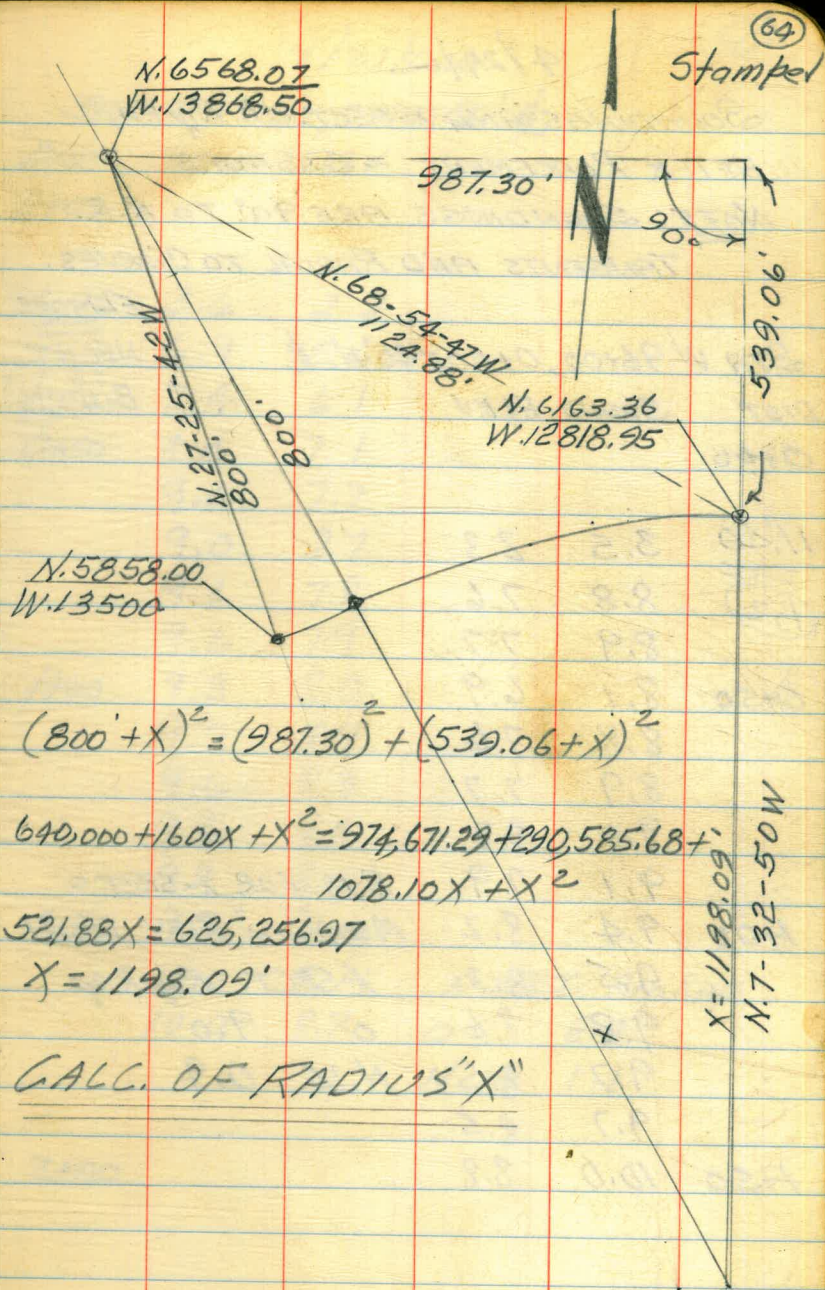 64
Stamper
N.6568.07
W.13868.50
987.30'
N
90°
539.06'
N.68-54-47W
1124.88'
N.27-25-42W
800'
800'
N.6163.36
W.12818.95
N.5858.00
W.13500
(800'+X)² = (987.30)² + (539.06+X)²
640,000+1600X+X² = 974,671.29+290,585.68+
1078.10X + X²
521.88X = 625,256.97
X = 1198.09'
X = 1198.09'
N.7-32-50W
X
CALC. OF RADIUS "X"